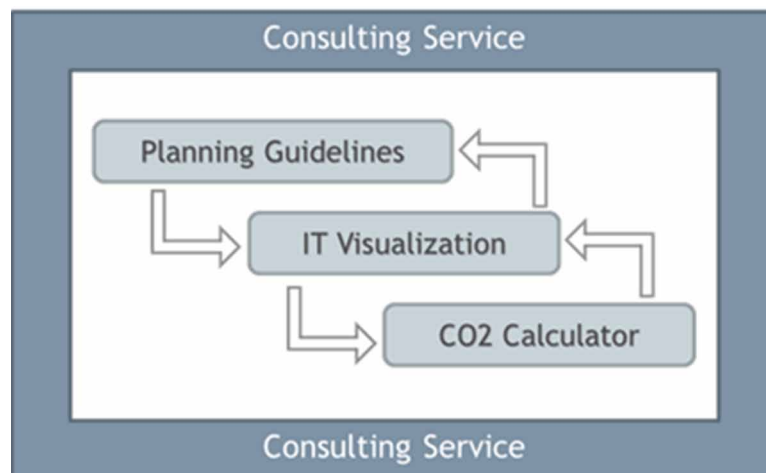 Consulting Service
Planning Guidelines
IT Visualization
CO2 Calculator
Consulting Service